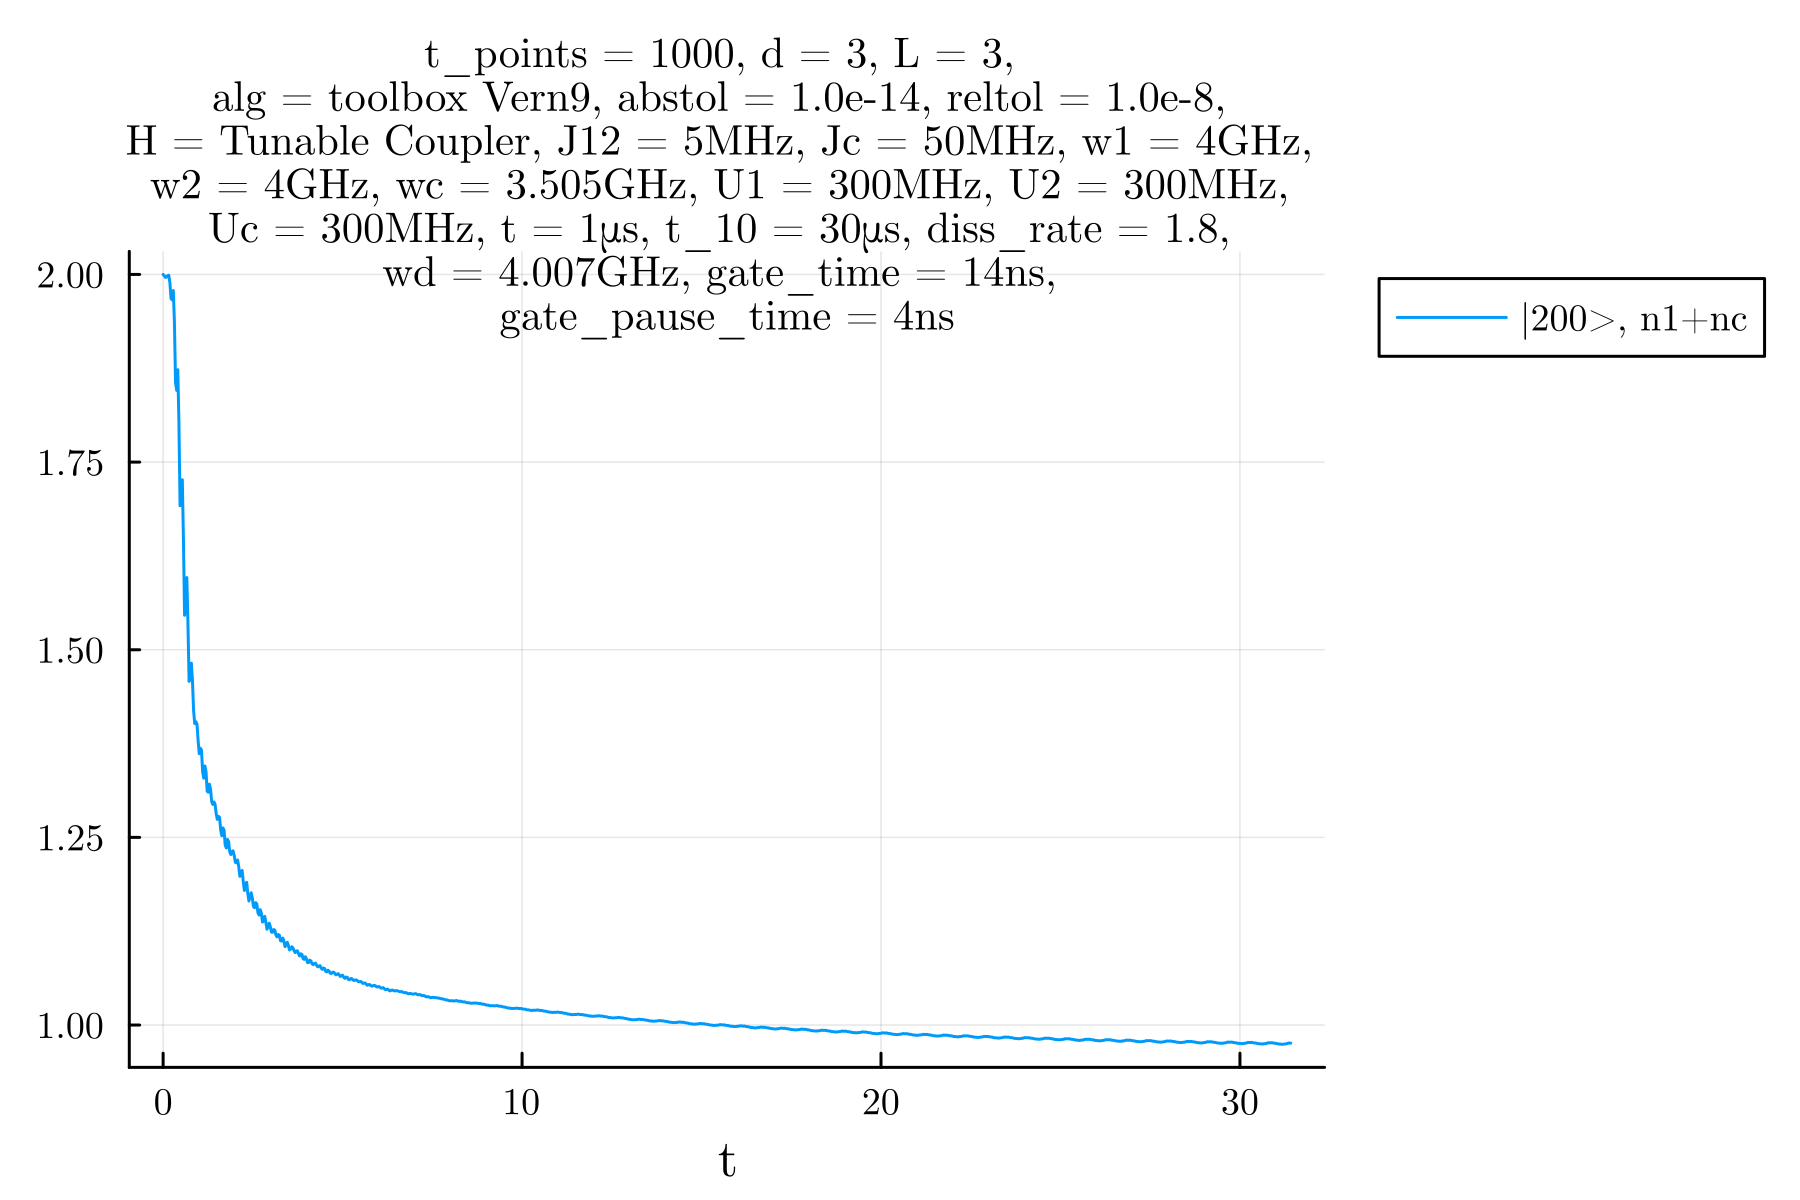 t_points = 1000, d = 3, L = 3,
alg = toolbox Vern9, abstol = 1.0e-14, reltol = 1.0e-8,
H = Tunable Coupler, J12 = 5MHz, Jc = 50MHz, w1 = 4GHz,
w2 = 4GHz, wc = 3.505GHz, U1 = 300MHz, U2 = 300MHz,
Uc = 300MHz, t = 1μs, t_10 = 30μs, diss_rate = 1.8,
wd = 4.007GHz, gate_time = 14ns,
gate_pause_time = 4ns
|200>, n1+nc
2.00
1.75
1.50
1.25
1.00
0 10 20 30
t